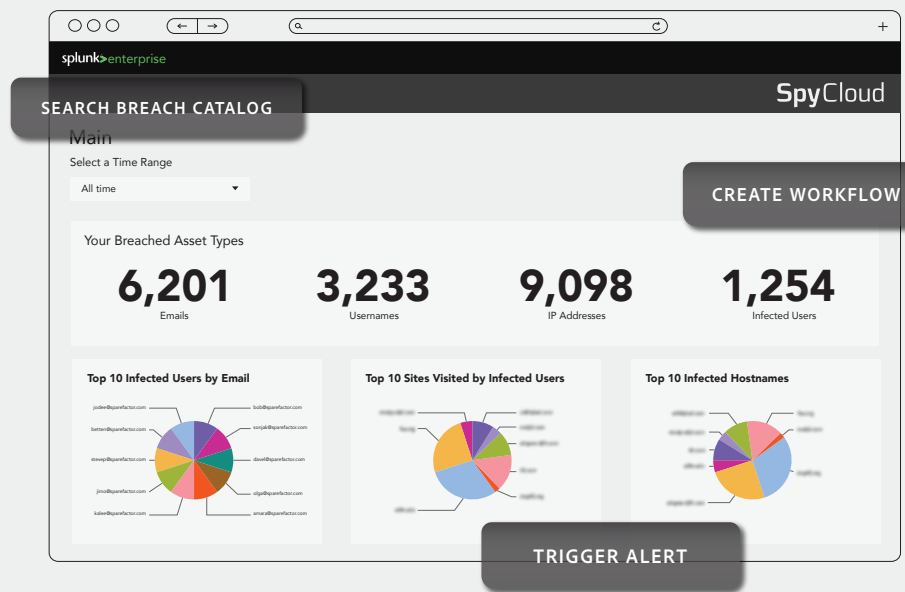 splunk>enterprise
SpyCloud
SEARCH BREACH CATALOG
Main
Select a Time Range
All time
CREATE WORKFLOW
Your Breached Asset Types
6,201
Emails
3,233
Usernames
9,098
IP Addresses
1,254
Infected Users
Top 10 Infected Users by Email
jodee@sparefactor.com
bob@sparefactor.com
betten@sparefactor.com
sonjak@sparefactor.com
stevep@sparefactor.com
davel@sparefactor.com
jimo@sparefactor.com
olga@sparefactor.com
kalee@sparefactor.com
amara@sparefactor.com
Top 10 Sites Visited by Infected Users
Top 10 Infected Hostnames
TRIGGER ALERT